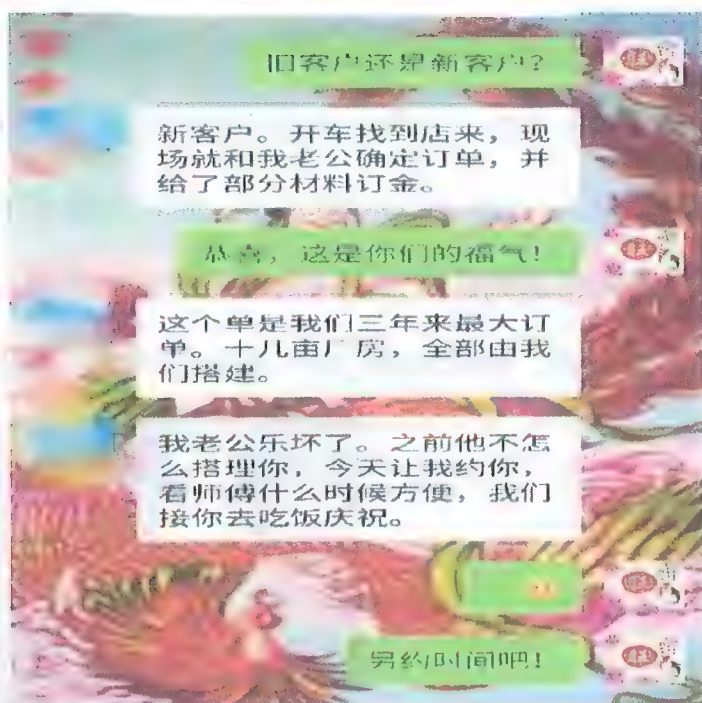 旧客户还是新客户?
新客户。开车找到店来,现
场就和我老公确定订单,并
给了部分材料订金。
恭喜,这是你们的福气!
这个单是我们三年来最大订
单。十几亩厂房,全部由我
们搭建。
我老公乐坏了。之前他不怎
么搭理你,今天让我约你,
看师傅什么时候方便,我们
接你去吃饭庆祝。
另约时间吧!